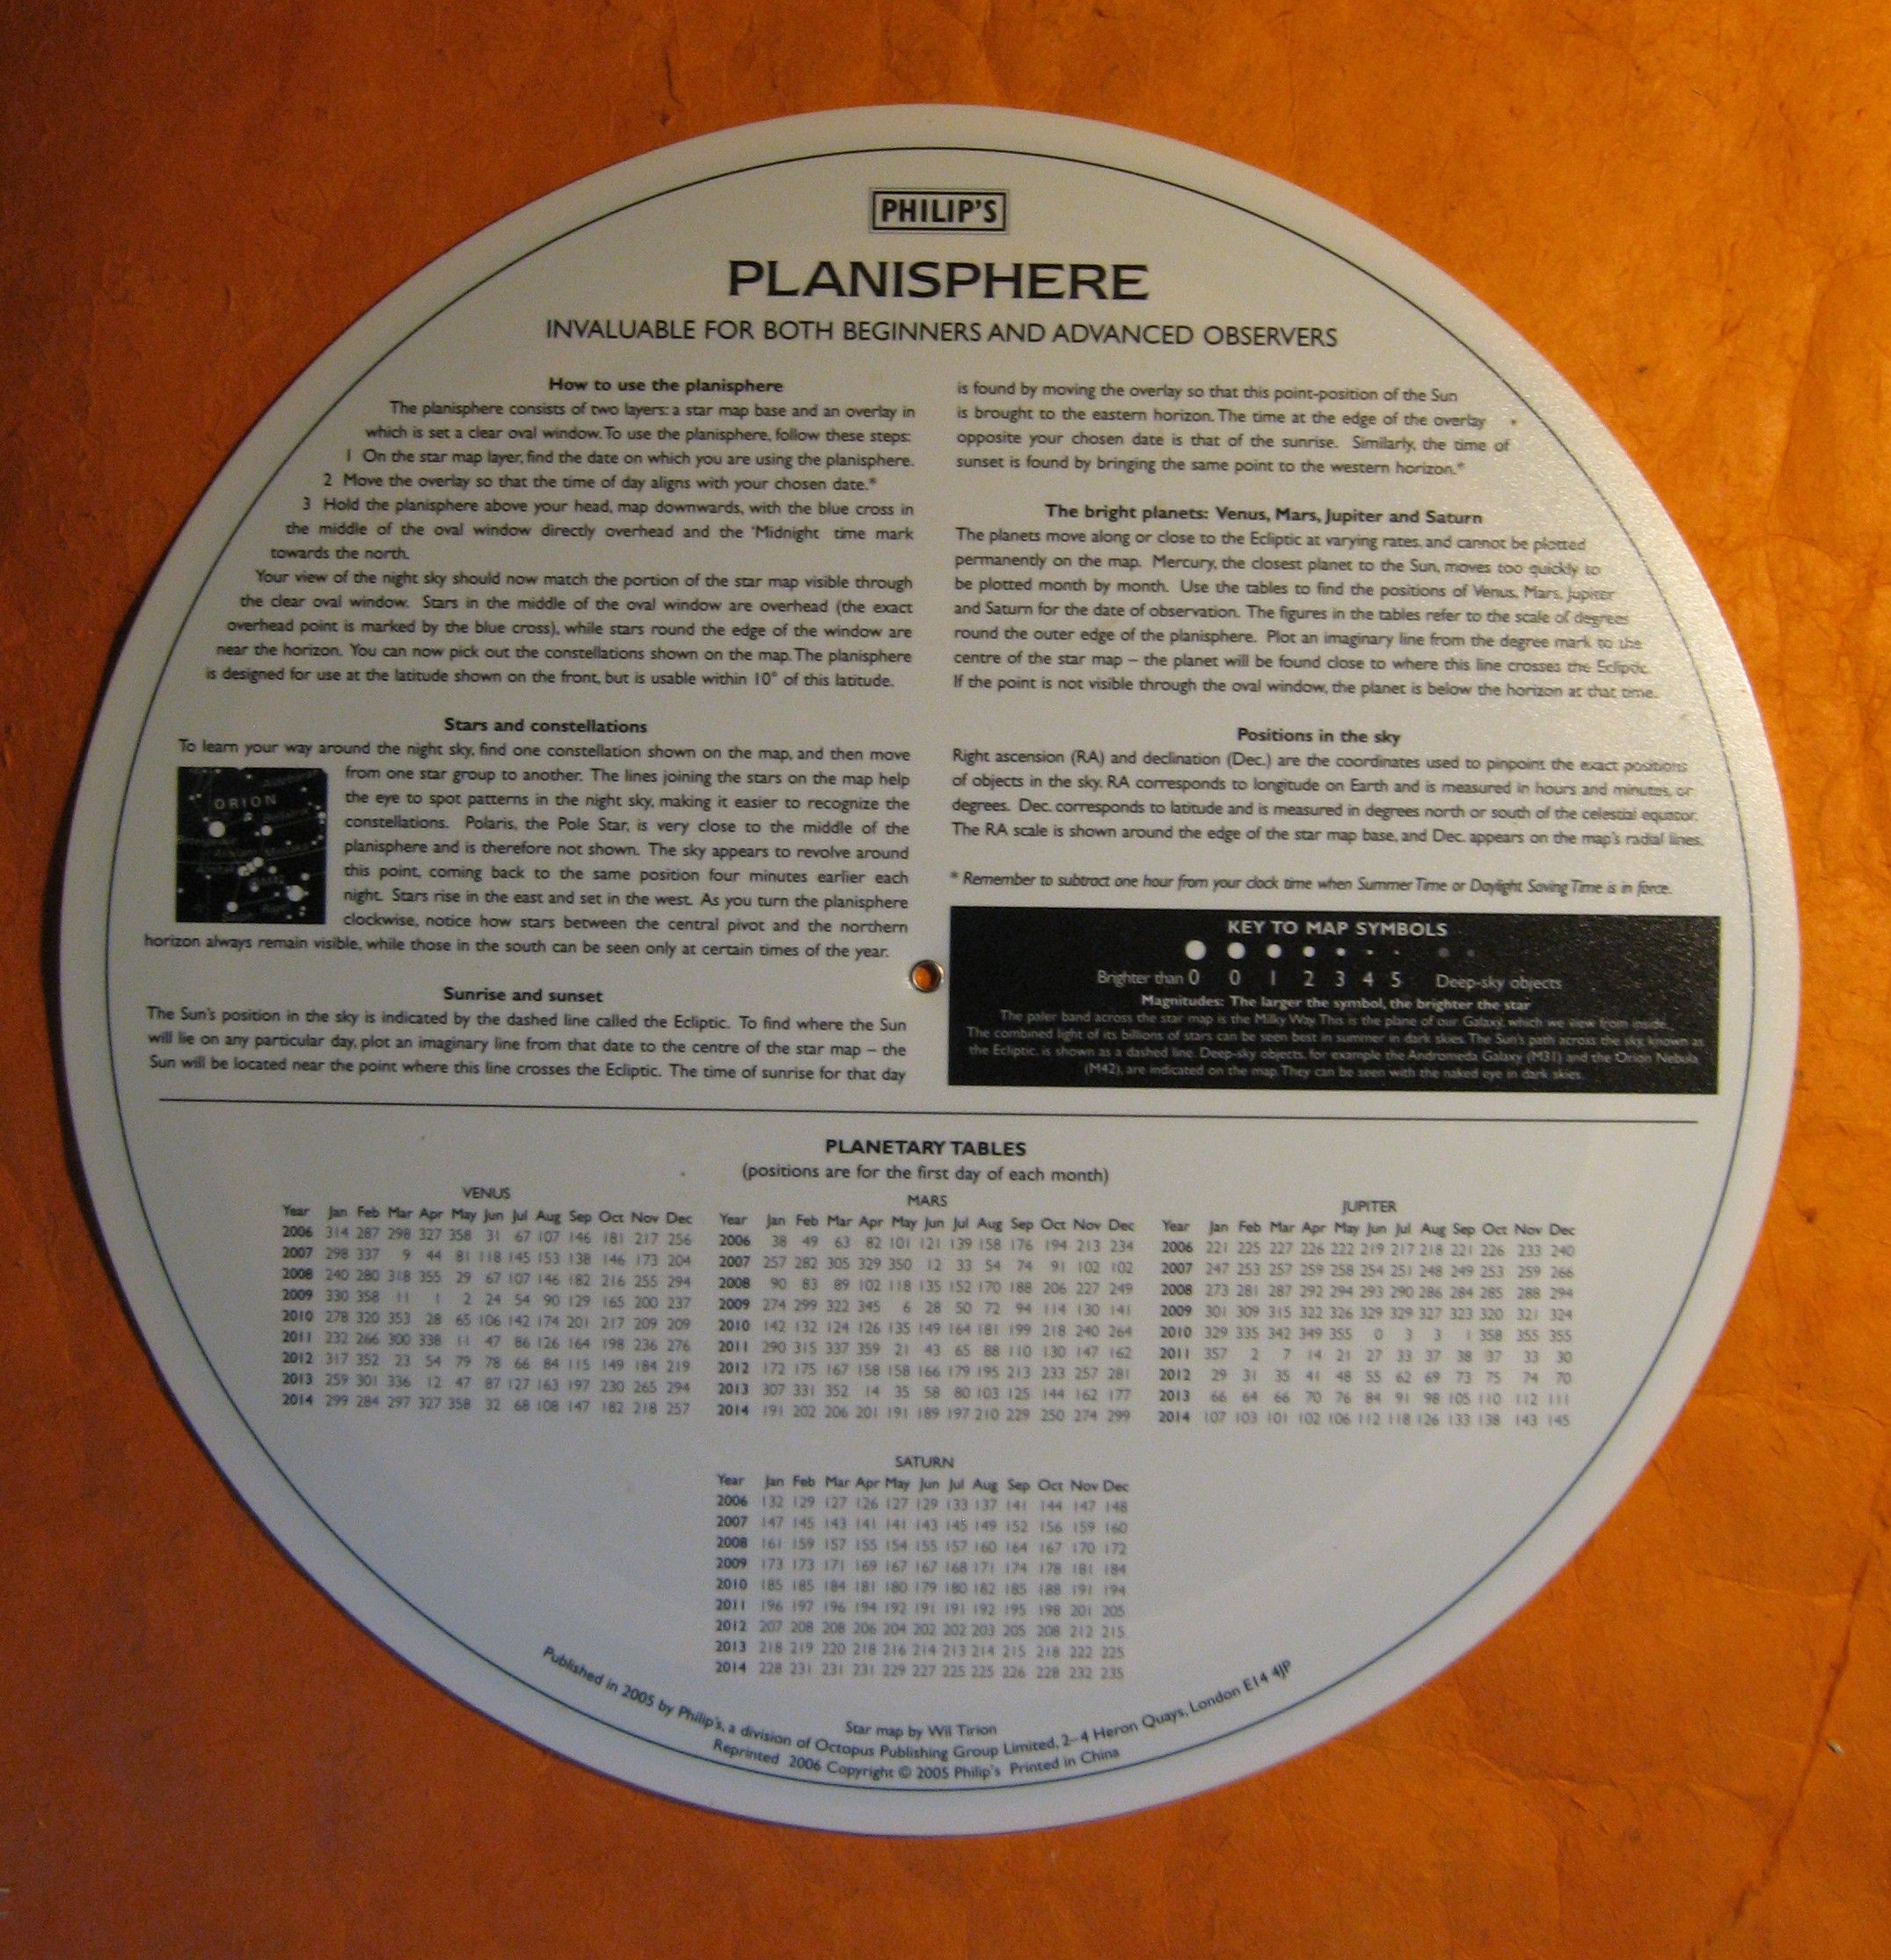 PHILIP'S
PLANISPHERE
INVALUABLE FOR BOTH BEGINNERS AND ADVANCED OBSERVERS
How to use the planisphere
The planisphere consists of two layers: a star map base and an overlay in
which is set a clear oval window. To use the planisphere, follow these steps:
1 On the star map layer, find the date on which you are using the planisphere.
2 Move the overlay so that the time of day aligns with your chosen date.*
3 Hold the planisphere above your head, map downwards, with the blue cross in
the middle of the oval window directly overhead and the 'Midnight time mark
towards the north.
Your view of the night sky should now match the portion of the star map visible through
the clear oval window. Stars in the middle of the oval window are overhead (the exact
overhead point is marked by the blue cross), while stars round the edge of the window are
near the horizon. You can now pick out the constellations shown on the map. The planisphere
is designed for use at the latitude shown on the front, but is usable within 10° of this latitude.
Stars and constellations
To learn your way around the night sky, find one constellation shown on the map, and then move
from one star group to another. The lines joining the stars on the map help
the eye to spot patterns in the night sky, making it easier to recognize the
constellations. Polaris, the Pole Star, is very close to the middle of the
planisphere and is therefore not shown. The sky appears to revolve around
this point, coming back to the same position four minutes earlier each
night. Stars rise in the east and set in the west. As you turn the planisphere
clockwise, notice how stars between the central pivot and the northern
horizon always remain visible, while those in the south can be seen only at certain times of the year.
ORION
Sunrise and sunset
The Sun's position in the sky is indicated by the dashed line called the Ecliptic. To find where the Sun
will lie on any particular day, plot an imaginary line from that date to the centre of the star map – the
Sun will be located near the point where this line crosses the Ecliptic. The time of sunrise for that day
is found by moving the overlay so that this point-position of the Sun
is brought to the eastern horizon. The time at the edge of the overlay
opposite your chosen date is that of the sunrise. Similarly, the time of
sunset is found by bringing the same point to the western horizon.*
The bright planets: Venus, Mars, Jupiter and Saturn
The planets move along or close to the Ecliptic at varying rates, and cannot be plotted
permanently on the map. Mercury, the closest planet to the Sun, moves too quickly to
be plotted month by month. Use the tables to find the positions of Venus, Mars, Jupiter
and Saturn for the date of observation. The figures in the tables refer to the scale of degrees
round the outer edge of the planisphere. Plot an imaginary line from the degree mark to the
centre of the star map – the planet will be found close to where this line crosses the Ecliptic.
If the point is not visible through the oval window, the planet is below the horizon at that time.
Positions in the sky
Right ascension (RA) and declination (Dec.) are the coordinates used to pinpoint the exact positions
of objects in the sky. RA corresponds to longitude on Earth and is measured in hours and minutes, or
degrees. Dec. corresponds to latitude and is measured in degrees north or south of the celestial equator.
The RA scale is shown around the edge of the star map base, and Dec. appears on the map's radial lines.
* Remember to subtract one hour from your clock time when Summer Time or Daylight Saving Time is in force.
KEY TO MAP SYMBOLS
Brighter than 0 0 1 2 3 4 5 Deep-sky objects
Magnitudes: The larger the symbol, the brighter the star
The paler band across the star map is the Milky Way. This is the plane of our Galaxy, which we view from inside.
The combined light of its billions of stars can be seen best in summer in dark skies. The Sun's path across the sky, known as
the Ecliptic, is shown as a dashed line. Deep-sky objects, for example the Andromeda Galaxy (M31) and the Orion Nebula
(M42), are indicated on the map. They can be seen with the naked eye in dark skies.
PLANETARY TABLES
(positions are for the first day of each month)
VENUS
Year Jan Feb Mar Apr May Jun Jul Aug Sep Oct Nov Dec
2006 314 287 298 327 358 31 67 107 146 181 217 256
2007 298 337 9 44 81 118 145 153 138 146 173 204
2008 240 280 318 355 29 67 107 146 182 216 255 294
2009 330 358 11 1 2 24 54 90 129 165 200 237
2010 278 320 353 28 65 106 142 174 201 217 209 209
2011 232 266 300 338 11 47 86 126 164 198 236 276
2012 317 352 23 54 79 78 66 84 115 149 184 219
2013 259 301 336 12 47 87 127 163 197 230 265 294
2014 299 284 297 327 358 32 68 108 147 182 218 257
MARS
Year Jan Feb Mar Apr May Jun Jul Aug Sep Oct Nov Dec
2006 38 49 63 82 101 121 139 158 176 194 213 234
2007 257 282 305 329 350 12 33 54 74 91 102 102
2008 90 83 89 102 118 135 152 170 188 206 227 249
2009 274 299 322 345 6 28 50 72 94 114 130 141
2010 142 132 124 126 135 149 164 181 199 218 240 264
2011 290 315 337 359 21 43 65 88 110 130 147 162
2012 172 175 167 158 158 166 179 195 213 233 257 281
2013 307 331 352 14 35 58 80 103 125 144 162 177
2014 191 202 206 201 191 189 197 210 229 250 274 299
JUPITER
Year Jan Feb Mar Apr May Jun Jul Aug Sep Oct Nov Dec
2006 221 225 227 226 222 219 217 218 221 226 233 240
2007 247 253 257 259 258 254 251 248 249 253 259 266
2008 273 281 287 292 294 293 290 286 284 285 288 294
2009 301 309 315 322 326 329 329 327 323 320 321 324
2010 329 335 342 349 355 0 3 3 1 358 355 355
2011 357 2 7 14 21 27 33 37 38 37 33 30
2012 29 31 35 41 48 55 62 69 73 75 74 70
2013 66 64 66 70 76 84 91 98 105 110 112 111
2014 107 103 101 102 106 112 118 126 133 138 143 145
SATURN
Year Jan Feb Mar Apr May Jun Jul Aug Sep Oct Nov Dec
2006 132 129 127 126 127 129 133 137 141 144 147 148
2007 147 145 143 141 141 143 145 149 152 156 159 160
2008 161 159 157 155 154 155 157 160 164 167 170 172
2009 173 173 171 169 167 167 168 171 174 178 181 184
2010 185 185 184 181 180 179 180 182 185 188 191 194
2011 196 197 196 194 192 191 191 192 195 198 201 205
2012 207 208 208 206 204 202 202 203 205 208 212 215
2013 218 219 220 218 216 214 213 214 215 218 222 225
2014 228 231 231 231 229 227 225 225 226 228 232 235
Star map by Wil Tirion
Published in 2005 by Philip's, a division of Octopus Publishing Group Limited, 2–4 Heron Quays, London E14 4JP
Reprinted 2006 Copyright © 2005 Philip's Printed in China